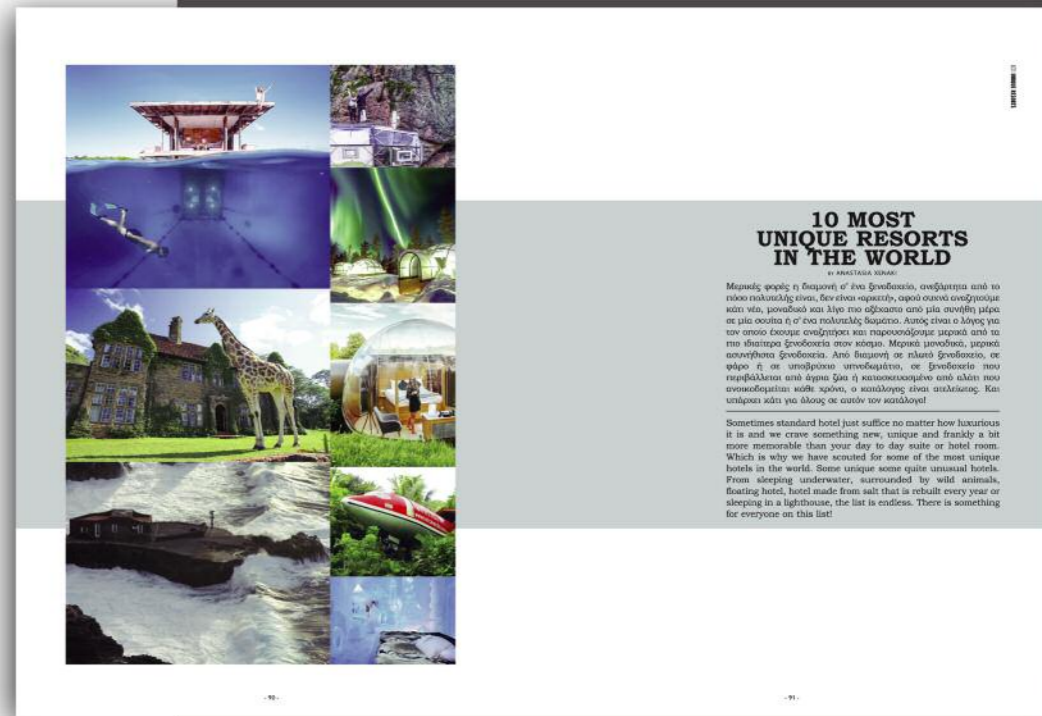 10 MOST
UNIQUE RESORTS
IN THE WORLD
BY ANASTASIA XENAKI
Μερικές φορές η διαμονή σ' ένα ξενοδοχείο, ανεξάρτητα από το
πόσο πολυτελής είναι, δεν είναι «αρκετή», αφού συχνά αναζητούμε
κάτι νέο, μοναδικό και λίγο πιο αξέχαστο από μία συνήθη μέρα
σε μία σουίτα ή σ' ένα πολυτελές δωμάτιο. Αυτός είναι ο λόγος για
τον οποίο έχουμε αναζητήσει και παρουσιάζουμε μερικά από τα
πιο ιδιαίτερα ξενοδοχεία στον κόσμο. Μερικά μοναδικά, μερικά
ασυνήθιστα ξενοδοχεία. Από διαμονή σε πλωτό ξενοδοχείο, σε
φάρο ή σε υποβρύχιο υπνοδωμάτιο, σε ξενοδοχείο που
περιβάλλεται από άγρια ζώα ή κατασκευασμένο από αλάτι που
ανοικοδομείται κάθε χρόνο, ο κατάλογος είναι ατελείωτος. Και
υπάρχει κάτι για όλους σε αυτόν τον κατάλογο!
Sometimes standard hotel just suffice no matter how luxurious
it is and we crave something new, unique and frankly a bit
more memorable than your day to day suite or hotel room.
Which is why we have scouted for some of the most unique
hotels in the world. Some unique some quite unusual hotels.
From sleeping underwater, surrounded by wild animals,
floating hotel, hotel made from salt that is rebuilt every year or
sleeping in a lighthouse, the list is endless. There is something
for everyone on this list!
- 90 -
- 91 -